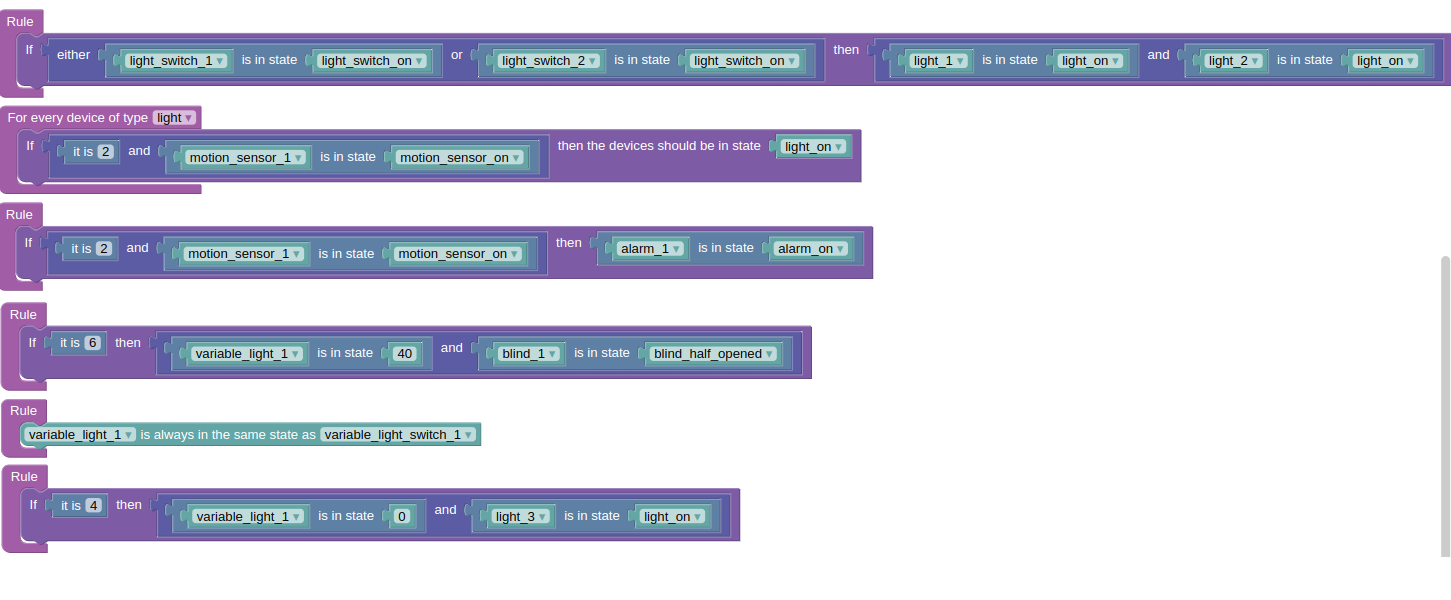 Rule
If either light_switch_1 is in state light_switch_on or light_switch_2 is in state light_switch_on then light_1 is in state light_on and light_2 is in state light_on
For every device of type light
If it is 2 and motion_sensor_1 is in state motion_sensor_on then the devices should be in state light_on
Rule
If it is 2 and motion_sensor_1 is in state motion_sensor_on then alarm_1 is in state alarm_on
Rule
If it is 6 then variable_light_1 is in state 40 and blind_1 is in state blind_half_opened
Rule
variable_light_1 is always in the same state as variable_light_switch_1
Rule
If it is 4 then variable_light_1 is in state 0 and light_3 is in state light_on